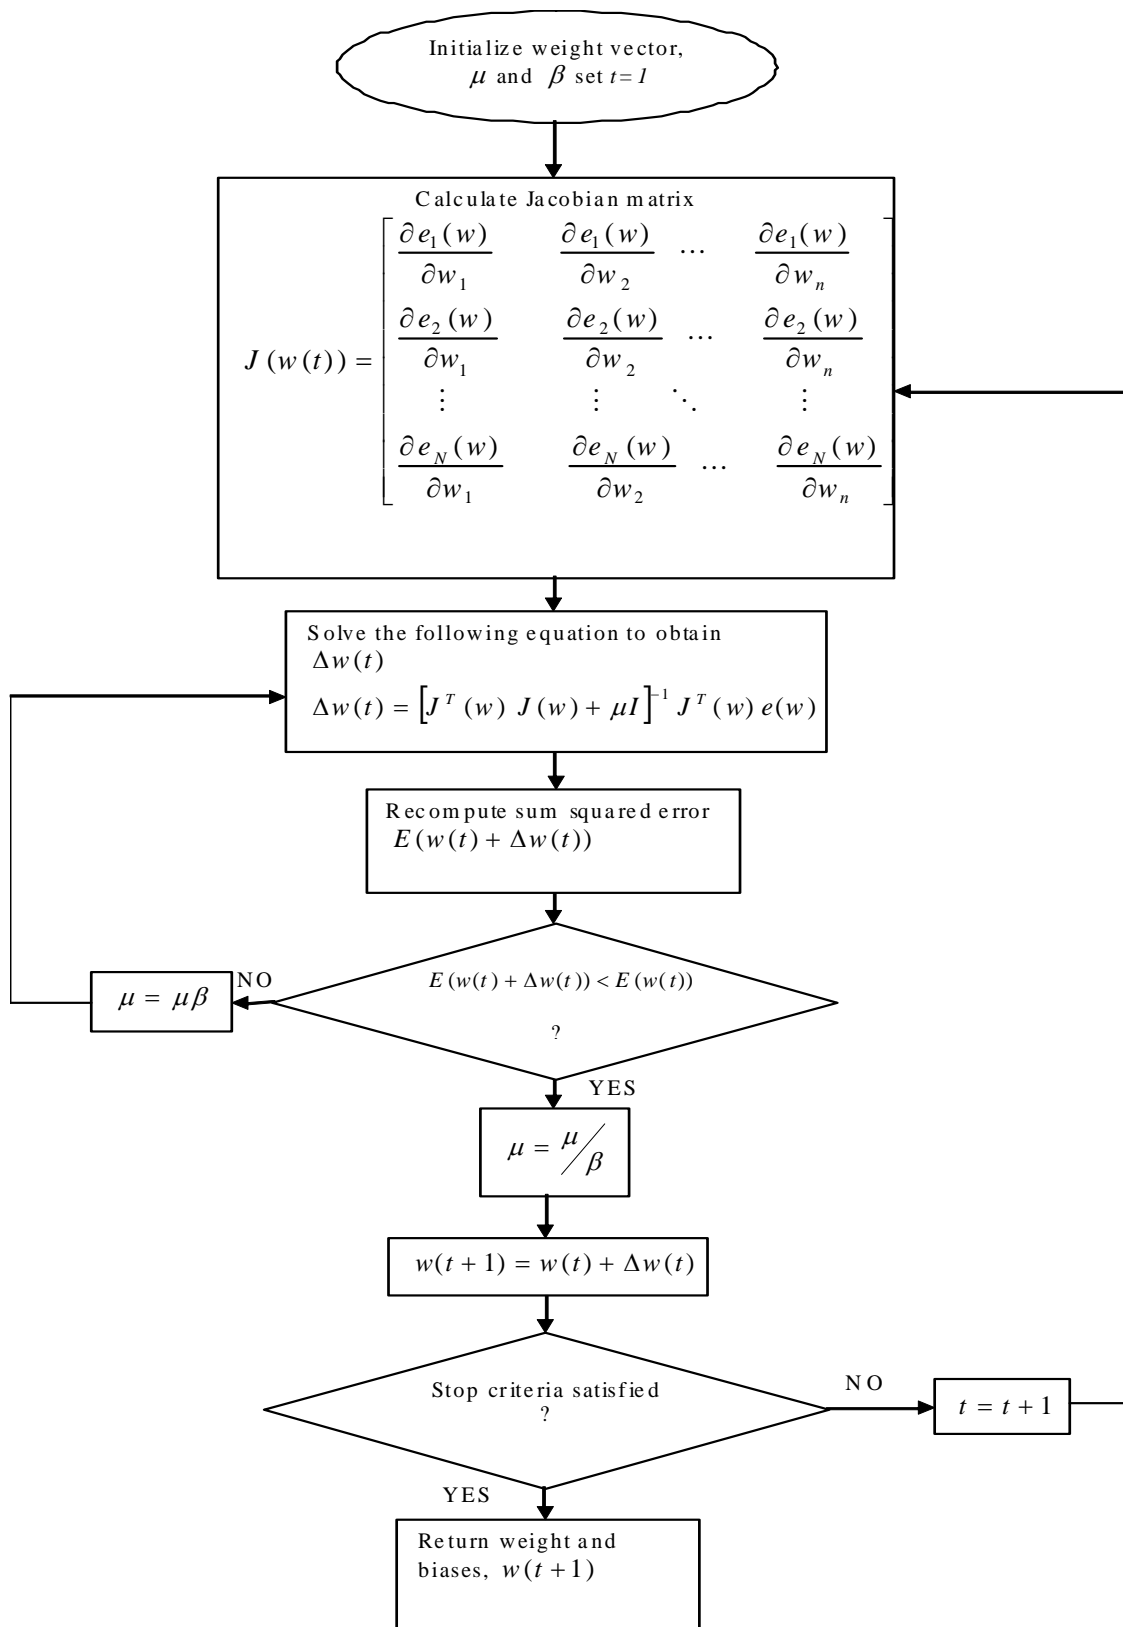 Initialize weight vector,
μ and β set t=1
Calculate Jacobian matrix
J(w(t)) = [ ∂e₁(w)/∂w₁ ∂e₁(w)/∂w₂ ⋯ ∂e₁(w)/∂wₙ
∂e₂(w)/∂w₁ ∂e₂(w)/∂w₂ ⋯ ∂e₂(w)/∂wₙ
⋮ ⋮ ⋱ ⋮
∂e_N(w)/∂w₁ ∂e_N(w)/∂w₂ ⋯ ∂e_N(w)/∂wₙ ]
Solve the following equation to obtain
Δw(t)
Δw(t) = [J^T(w) J(w) + μI]⁻¹ J^T(w) e(w)
Recompute sum squared error
E(w(t) + Δw(t))
E(w(t) + Δw(t)) < E(w(t))
?
NO
μ = μβ
YES
μ = μ/β
w(t + 1) = w(t) + Δw(t)
Stop criteria satisfied
?
NO
t = t + 1
YES
Return weight and
biases, w(t + 1)